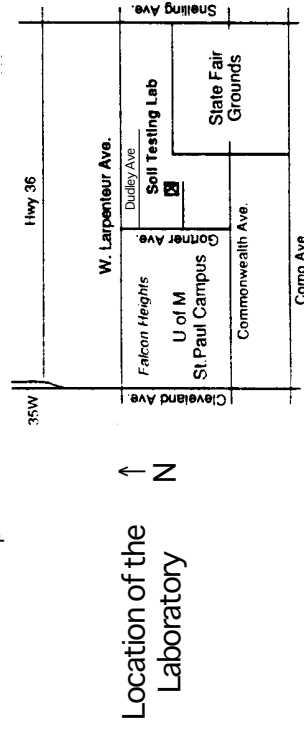 35W
Hwy 36
Snelling Ave.
W. Larpenteur Ave.
Dudley Ave
Soil Testing Lab
Falcon Heights
Gortner Ave.
U of M
St. Paul Campus
State Fair
Grounds
Cleveland Ave.
Commonwealth Ave.
Como Ave
N
Location of the
Laboratory